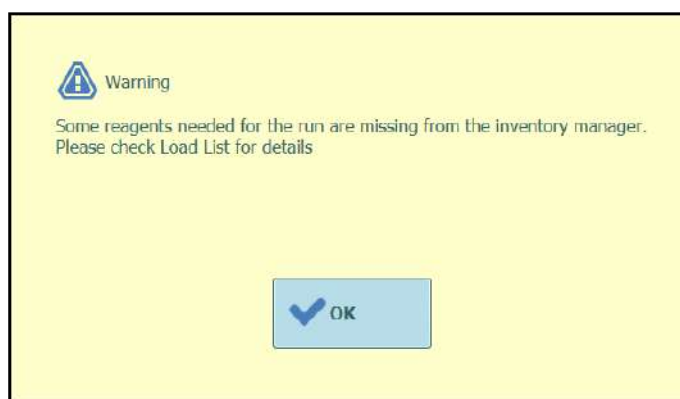 Warning
Some reagents needed for the run are missing from the inventory manager.
Please check Load List for details
OK